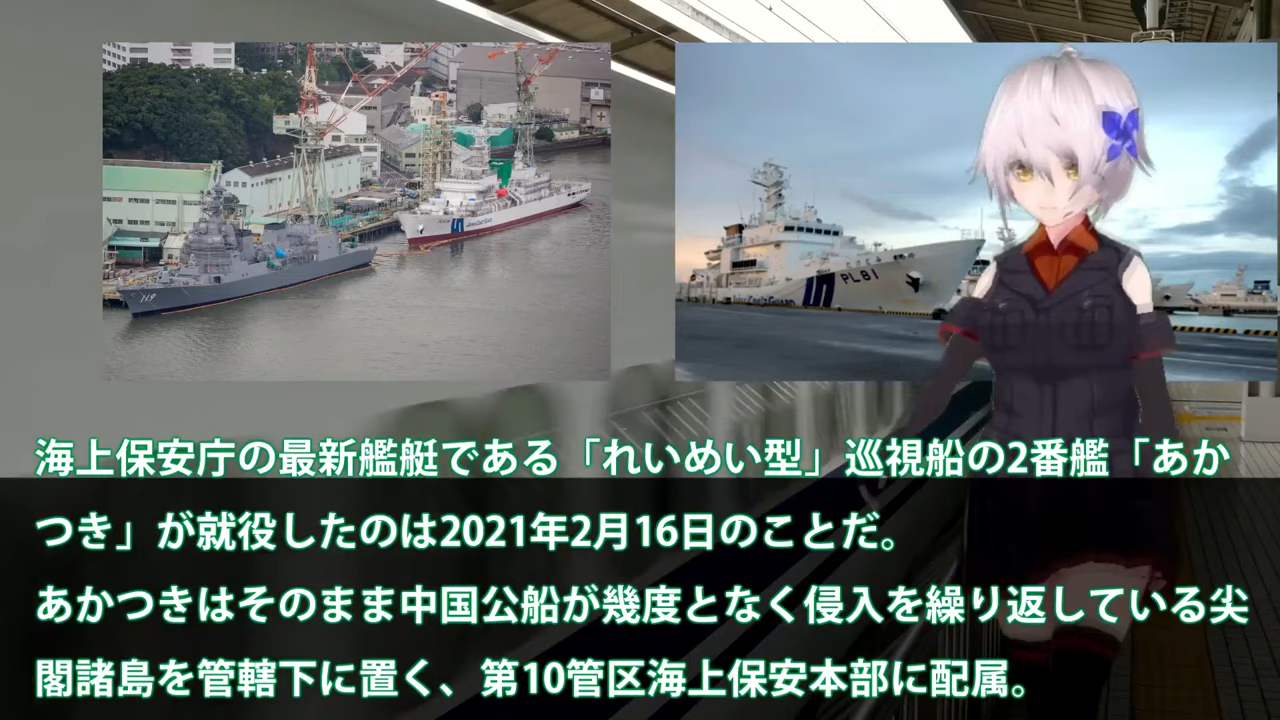 119
PL81
海上保安庁の最新艦艇である「れいめい型」巡視船の2番艦「あか
つき」が就役したのは2021年2月16日のことだ。
あかつきはそのまま中国公船が幾度となく侵入を繰り返している尖
閣諸島を管轄下に置く、第10管区海上保安本部に配属。